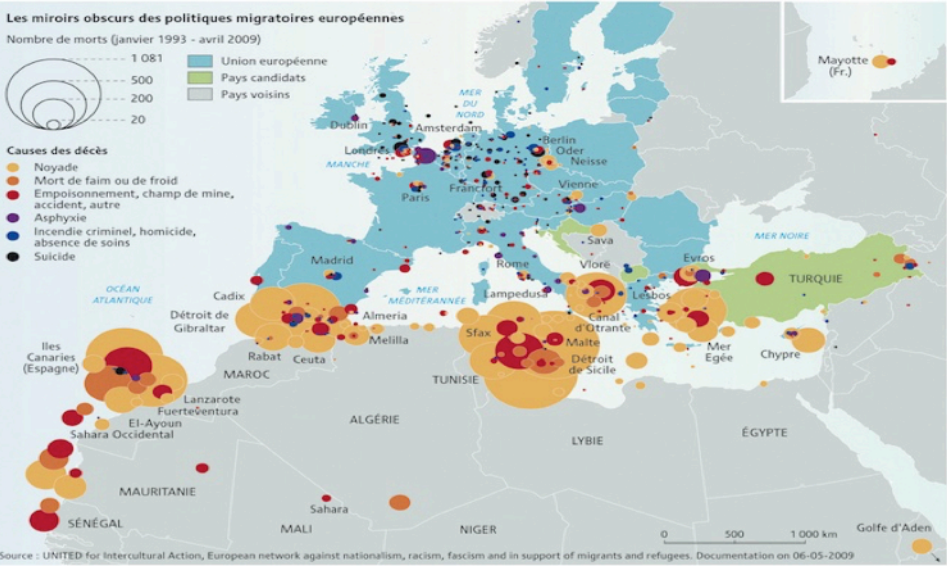 Les miroirs obscurs des politiques migratoires européennes
Nombre de morts (janvier 1993 - avril 2009)
1 081
500
200
20
Union européenne
Pays candidats
Pays voisins
Causes des décès
Noyade
Mort de faim ou de froid
Empoisonnement, champ de mine,
accident, autre
Asphyxie
Incendie criminel, homicide,
absence de soins
Suicide
Mayotte
(Fr.)
MER
DU
NORD
Dublin
Amsterdam
Londres
Berlin
Oder
Neisse
MANCHE
Paris
Francfort
Vienne
Sava
MER NOIRE
Madrid
Rome
Vlorë
Evros
TURQUIE
OCÉAN
ATLANTIQUE
Cadix
MER
MÉDITÉRRANÉE
Lampedusa
Lesbos
Détroit de
Gibraltar
Almeria
Canal
d'Otrante
Iles
Canaries
(Espagne)
Rabat
Ceuta
Melilla
Sfax
Malte
Détroit
de Sicile
Mer
Egée
Chypre
MAROC
TUNISIE
Lanzarote
Fuerteventura
El-Ayoun
Sahara Occidental
ALGÉRIE
LYBIE
ÉGYPTE
MAURITANIE
Sahara
SÉNÉGAL
MALI
NIGER
Golfe d'Aden
0 500 1 000 km
Source : UNITED for Intercultural Action, European network against nationalism, racism, fascism and in support of migrants and refugees. Documentation on 06-05-2009